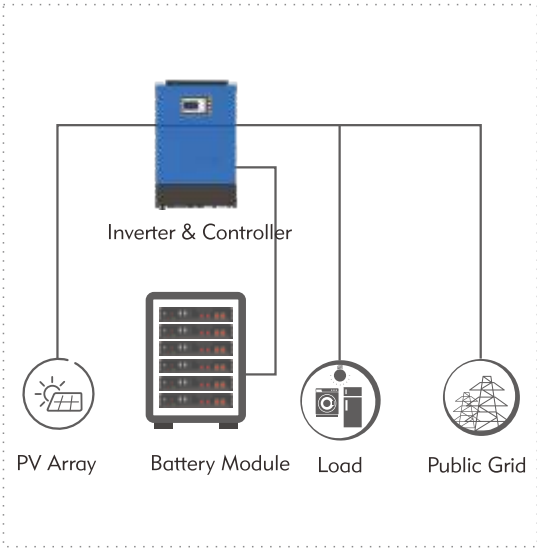 Inverter & Controller
PV Array
Battery Module
Load
Public Grid